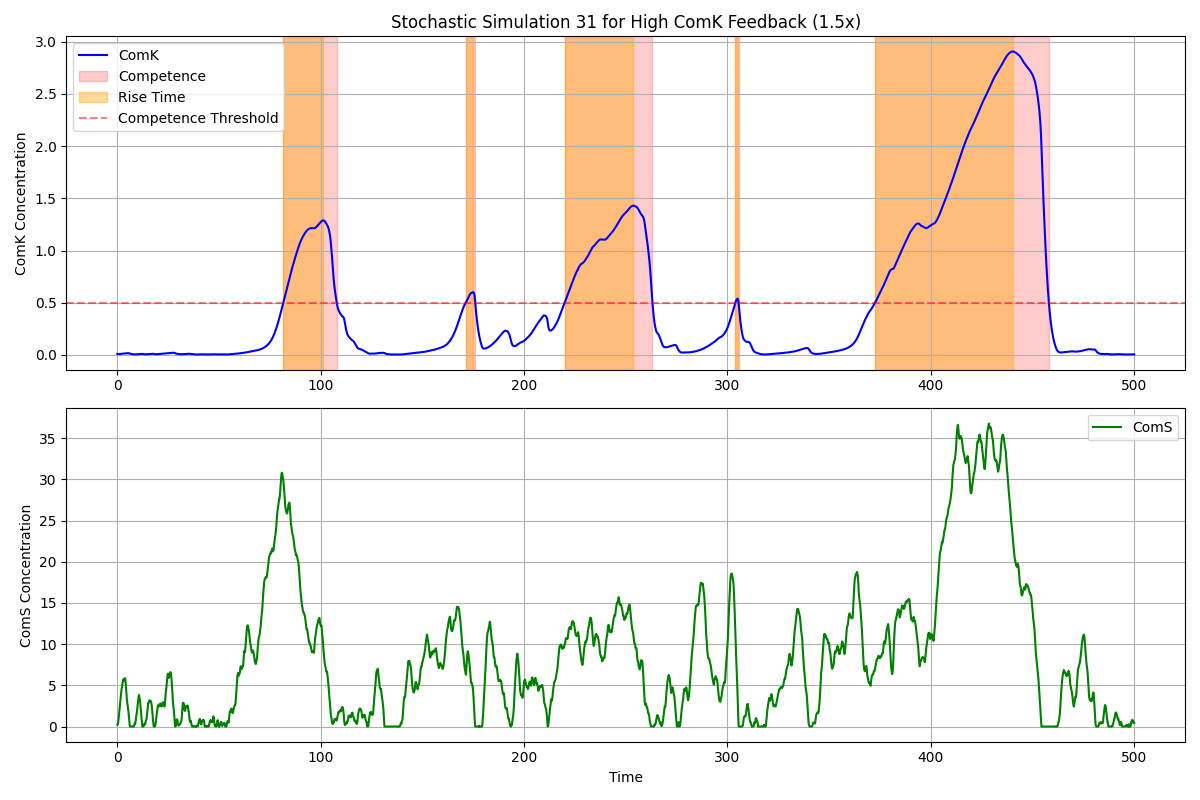 Stochastic Simulation 31 for High ComK Feedback (1.5x)
ComK Concentration
3.0
2.5
2.0
1.5
1.0
0.5
0.0
ComK
Competence
Rise Time
Competence Threshold
0 100 200 300 400 500
ComS Concentration
35
30
25
20
15
10
5
0
ComS
0 100 200 300 400 500
Time